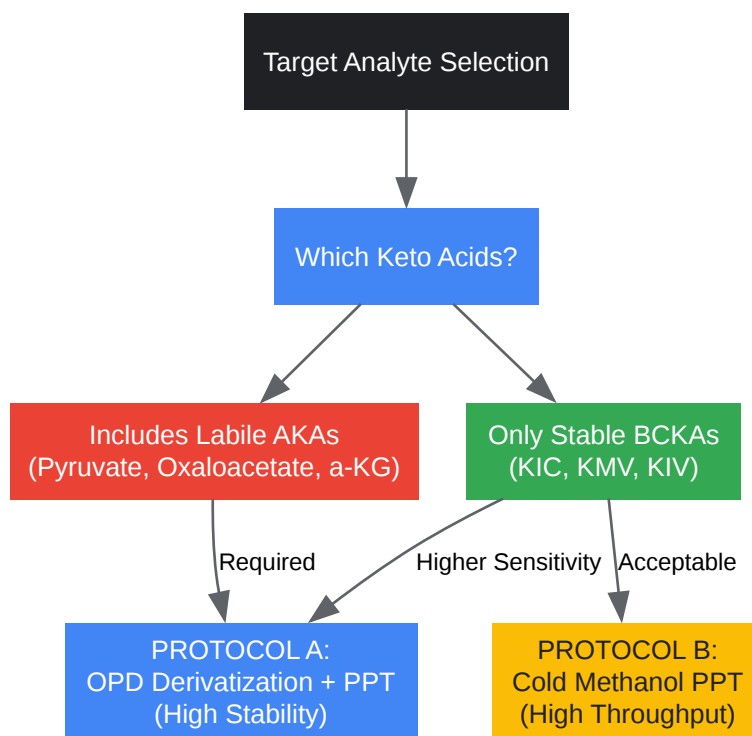 Target Analyte Selection
Which Keto Acids?
Includes Labile AKAs
(Pyruvate, Oxaloacetate, a-KG)
Only Stable BCKAs
(KIC, KMV, KIV)
Required
Higher Sensitivity
Acceptable
PROTOCOL A:
OPD Derivatization + PPT
(High Stability)
PROTOCOL B:
Cold Methanol PPT
(High Throughput)